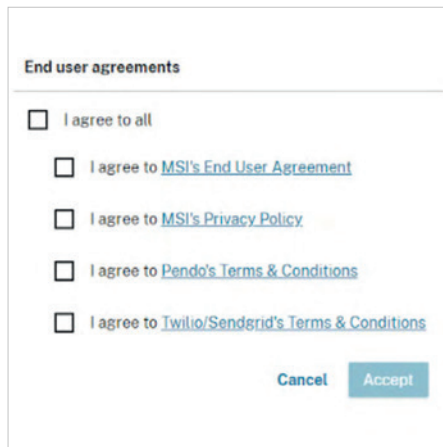 End user agreements
I agree to all
I agree to MSI's End User Agreement
I agree to MSI's Privacy Policy
I agree to Pendo's Terms & Conditions
I agree to Twilio/Sendgrid's Terms & Conditions
Cancel Accept